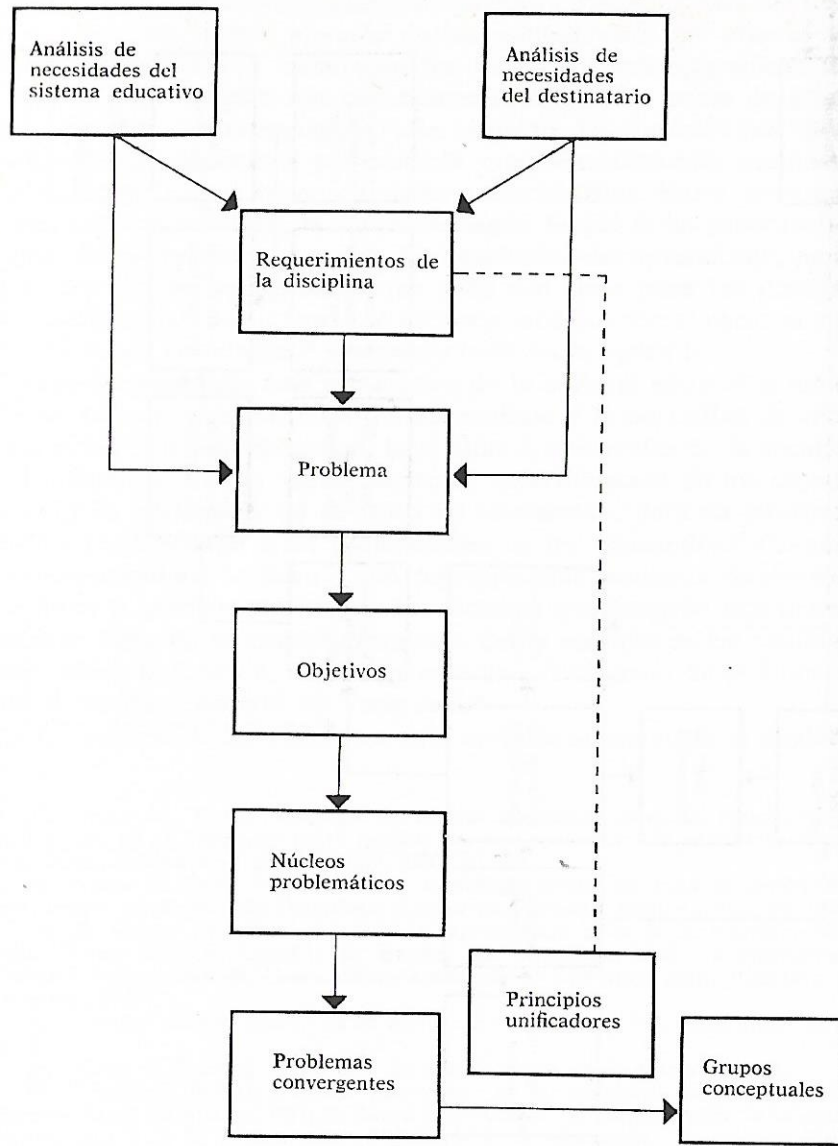 Análisis de
necesidades del
sistema educativo
Análisis de
necesidades
del destinatario
Requerimientos de
la disciplina
Problema
Objetivos
Núcleos
problemáticos
Principios
unificadores
Problemas
convergentes
Grupos
conceptuales